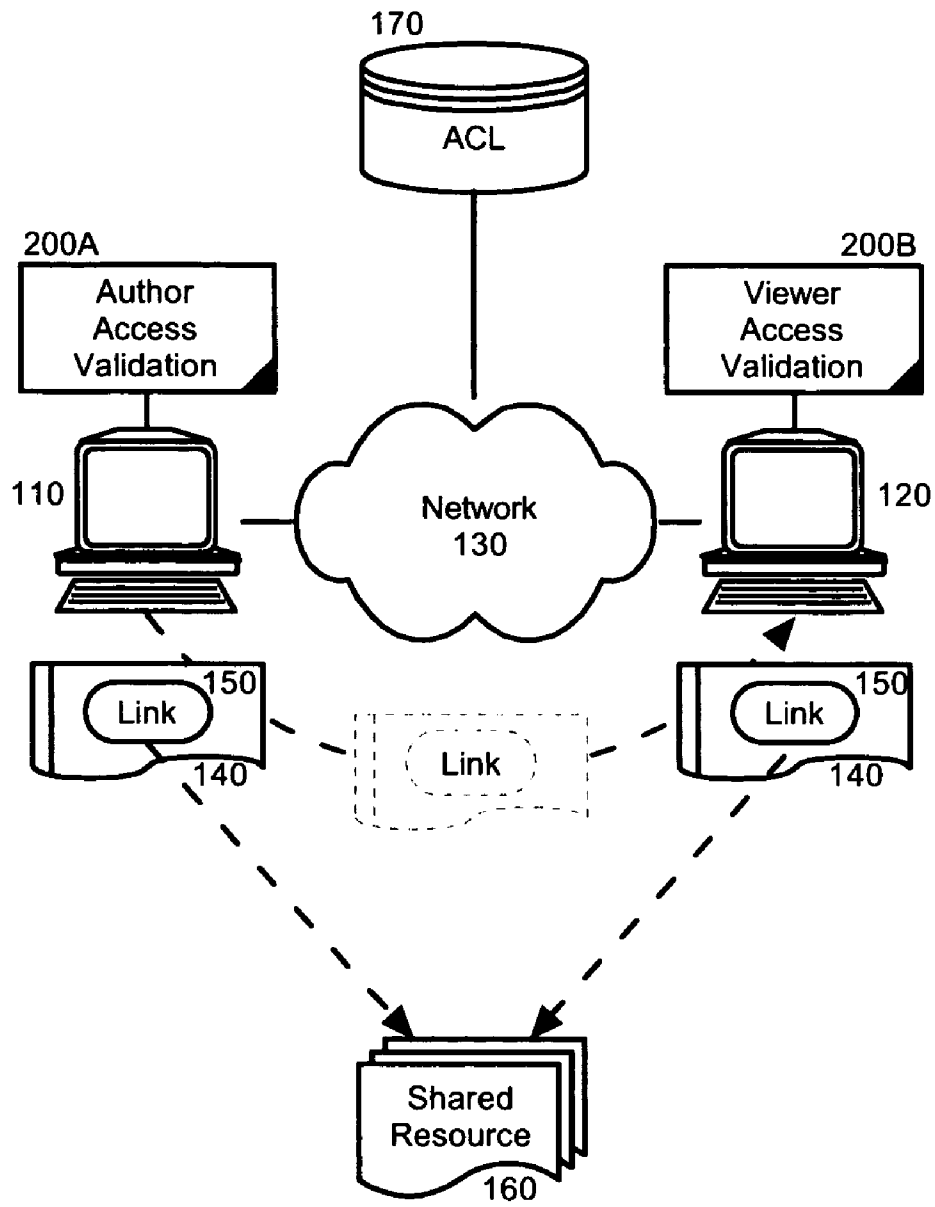 170
ACL
200A
200B
Author
Access
Validation
Viewer
Access
Validation
110
Network
130
120
150
Link
140
Link
150
Link
140
Shared
Resource
160